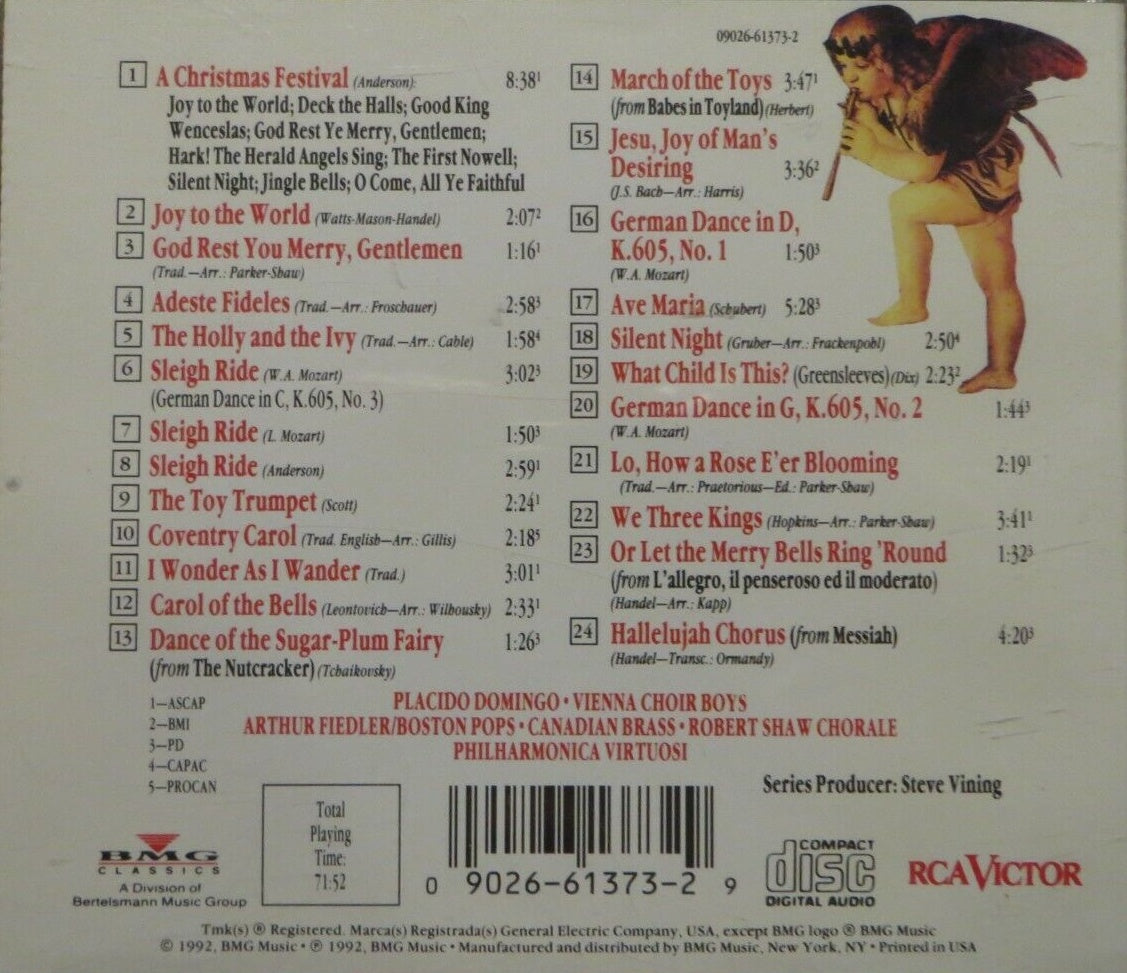 09026-61373-2
1 A Christmas Festival (Anderson): 8:38¹
Joy to the World; Deck the Halls; Good King
Wenceslas; God Rest Ye Merry, Gentlemen;
Hark! The Herald Angels Sing; The First Nowell;
Silent Night; Jingle Bells; O Come, All Ye Faithful
2 Joy to the World (Watts-Mason-Handel) 2:07²
3 God Rest You Merry, Gentlemen 1:16¹
(Trad.—Arr.: Parker-Shaw)
4 Adeste Fideles (Trad.—Arr.: Froschauer) 2:58³
5 The Holly and the Ivy (Trad.—Arr.: Cable) 1:58⁴
6 Sleigh Ride (W.A. Mozart) 3:02³
(German Dance in C, K.605, No. 3)
7 Sleigh Ride (L. Mozart) 1:50³
8 Sleigh Ride (Anderson) 2:59¹
9 The Toy Trumpet (Scott) 2:24¹
10 Coventry Carol (Trad. English—Arr.: Gillis) 2:18⁵
11 I Wonder As I Wander (Trad.) 3:01¹
12 Carol of the Bells (Leontovich—Arr.: Wilhousky) 2:33¹
13 Dance of the Sugar-Plum Fairy 1:26³
(from The Nutcracker) (Tchaikovsky)
14 March of the Toys 3:47¹
(from Babes in Toyland) (Herbert)
15 Jesu, Joy of Man's
Desiring 3:36²
(J.S. Bach—Arr.: Harris)
16 German Dance in D,
K.605, No. 1 1:50³
(W.A. Mozart)
17 Ave Maria (Schubert) 5:28³
18 Silent Night (Gruber—Arr.: Frackenpohl) 2:50⁴
19 What Child Is This? (Greensleeves) (Dix) 2:23²
20 German Dance in G, K.605, No. 2 1:44³
(W.A. Mozart)
21 Lo, How a Rose E'er Blooming 2:19¹
(Trad.—Arr.: Praetorious—Ed.: Parker-Shaw)
22 We Three Kings (Hopkins—Arr.: Parker-Shaw) 3:41¹
23 Or Let the Merry Bells Ring 'Round 1:32³
(from L'allegro, il penseroso ed il moderato)
(Handel—Arr.: Kapp)
24 Hallelujah Chorus (from Messiah) 4:20³
(Handel—Transc.: Ormandy)
1—ASCAP
2—BMI
3—PD
4—CAPAC
5—PROCAN
PLACIDO DOMINGO • VIENNA CHOIR BOYS
ARTHUR FIEDLER/BOSTON POPS • CANADIAN BRASS • ROBERT SHAW CHORALE
PHILHARMONICA VIRTUOSI
Series Producer: Steve Vining
Total
Playing
Time:
71:52
BMG
CLASSICS
A Division of
Bertelsmann Music Group
0 9026-61373-2 9
COMPACT
disc
DIGITAL AUDIO
RCA VICTOR
Tmk(s) ® Registered. Marca(s) Registrada(s) General Electric Company, USA, except BMG logo ® BMG Music
© 1992, BMG Music • ℗ 1992, BMG Music • Manufactured and distributed by BMG Music, New York, NY • Printed in USA